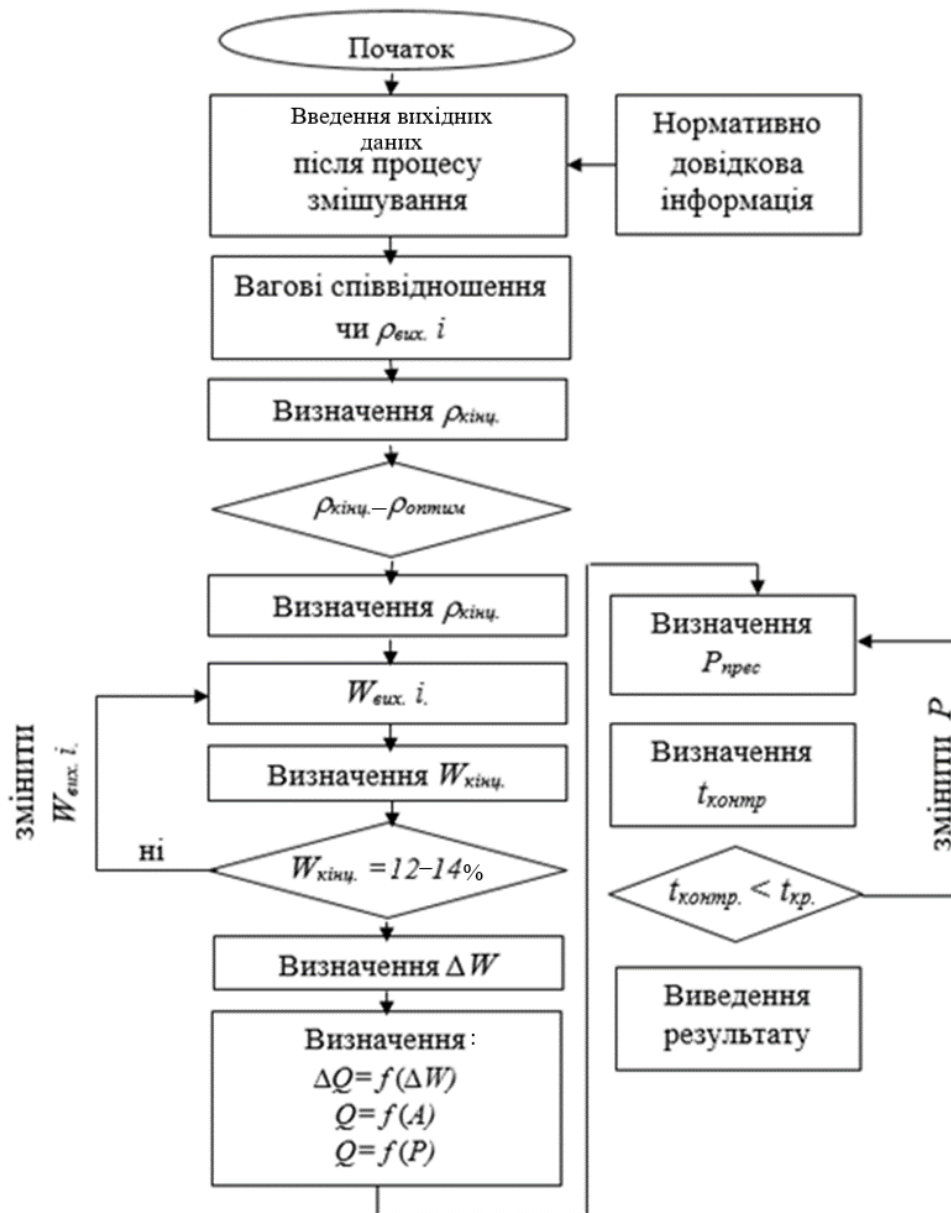 Початок
Введення вихідних
даних
після процесу
змішування
Нормативно
довідкова
інформація
Вагові співвідношення
чи ρвих. i
Визначення ρкінц.
ρкінц.–ρоптим
Визначення ρкінц.
Wвих. i.
Визначення Wкінц.
змінити
Wвих. i.
ні
Wкінц. =12–14%
Визначення ΔW
Визначення:
ΔQ=f(ΔW)
Q=f(A)
Q=f(P)
Визначення
Pпрес
Визначення
tконтр
tконтр. < tкр.
змінити P
Виведення
результату